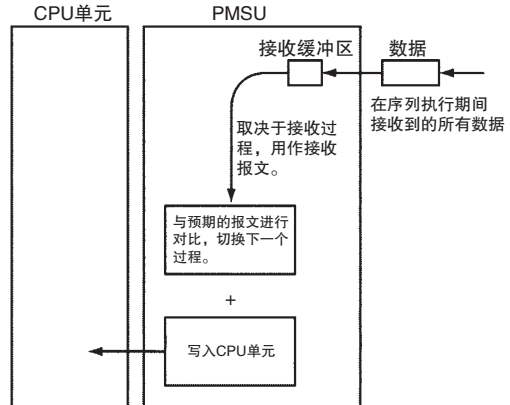 CPU单元
PMSU
接收缓冲区
数据
在序列执行期间
接收到的所有数据
取决于接收过
程，用作接收
报文。
与预期的报文进行
对比，切换下一个
过程。
+
写入CPU单元